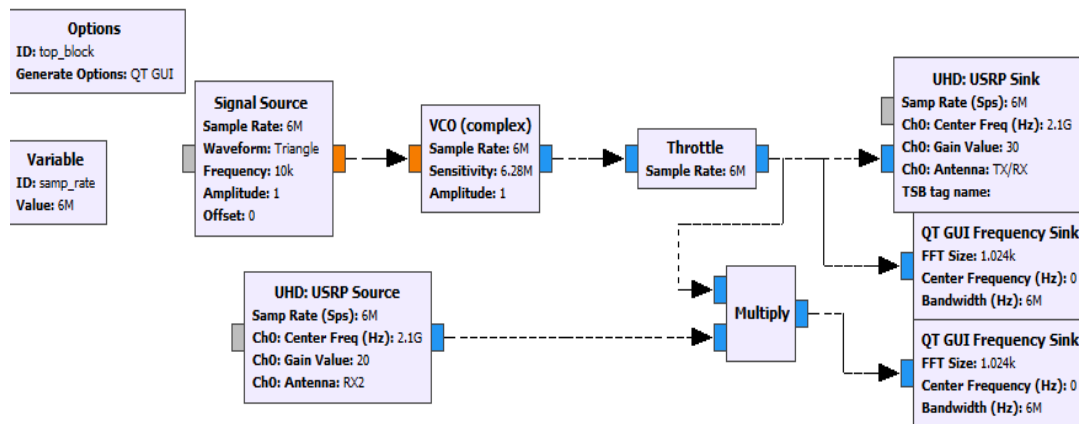 Options
ID: top_block
Generate Options: QT GUI
Variable
ID: samp_rate
Value: 6M
Signal Source
Sample Rate: 6M
Waveform: Triangle
Frequency: 10k
Amplitude: 1
Offset: 0
VCO (complex)
Sample Rate: 6M
Sensitivity: 6.28M
Amplitude: 1
Throttle
Sample Rate: 6M
UHD: USRP Sink
Samp Rate (Sps): 6M
Ch0: Center Freq (Hz): 2.1G
Ch0: Gain Value: 30
Ch0: Antenna: TX/RX
TSB tag name:
QT GUI Frequency Sink
FFT Size: 1.024k
Center Frequency (Hz): 0
Bandwidth (Hz): 6M
UHD: USRP Source
Samp Rate (Sps): 6M
Ch0: Center Freq (Hz): 2.1G
Ch0: Gain Value: 20
Ch0: Antenna: RX2
Multiply
QT GUI Frequency Sink
FFT Size: 1.024k
Center Frequency (Hz): 0
Bandwidth (Hz): 6M